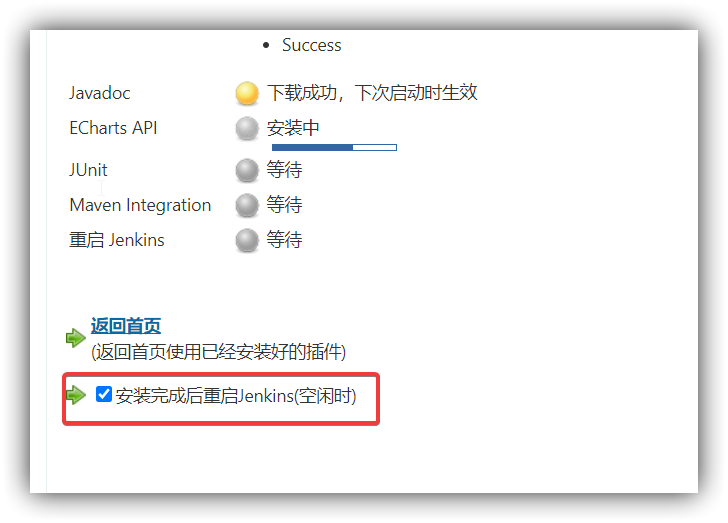 Success
Javadoc 下载成功，下次启动时生效
ECharts API 安装中
JUnit 等待
Maven Integration 等待
重启 Jenkins 等待
返回首页
(返回首页使用已经安装好的插件)
安装完成后重启Jenkins(空闲时)